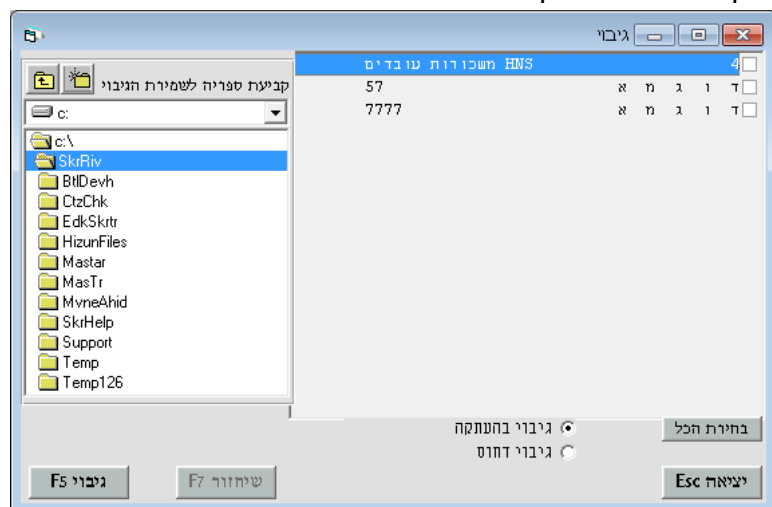 גיבוי
קביעת ספריה לשמירת הגיבוי
c:
c:\
SkrRiv
BtlDevh
CtzChk
EdkSkrtr
HizunFiles
Mastar
MasTr
MvneAhid
SkrHelp
Support
Temp
Temp126
4 HNS משכורות עובדים
ד ו ג מ א 57
ד ו ג מ א 7777
בחירת הכל
גיבוי בהעתקה
גיבוי דחוס
יציאה Esc
שיחזור F7
גיבוי F5